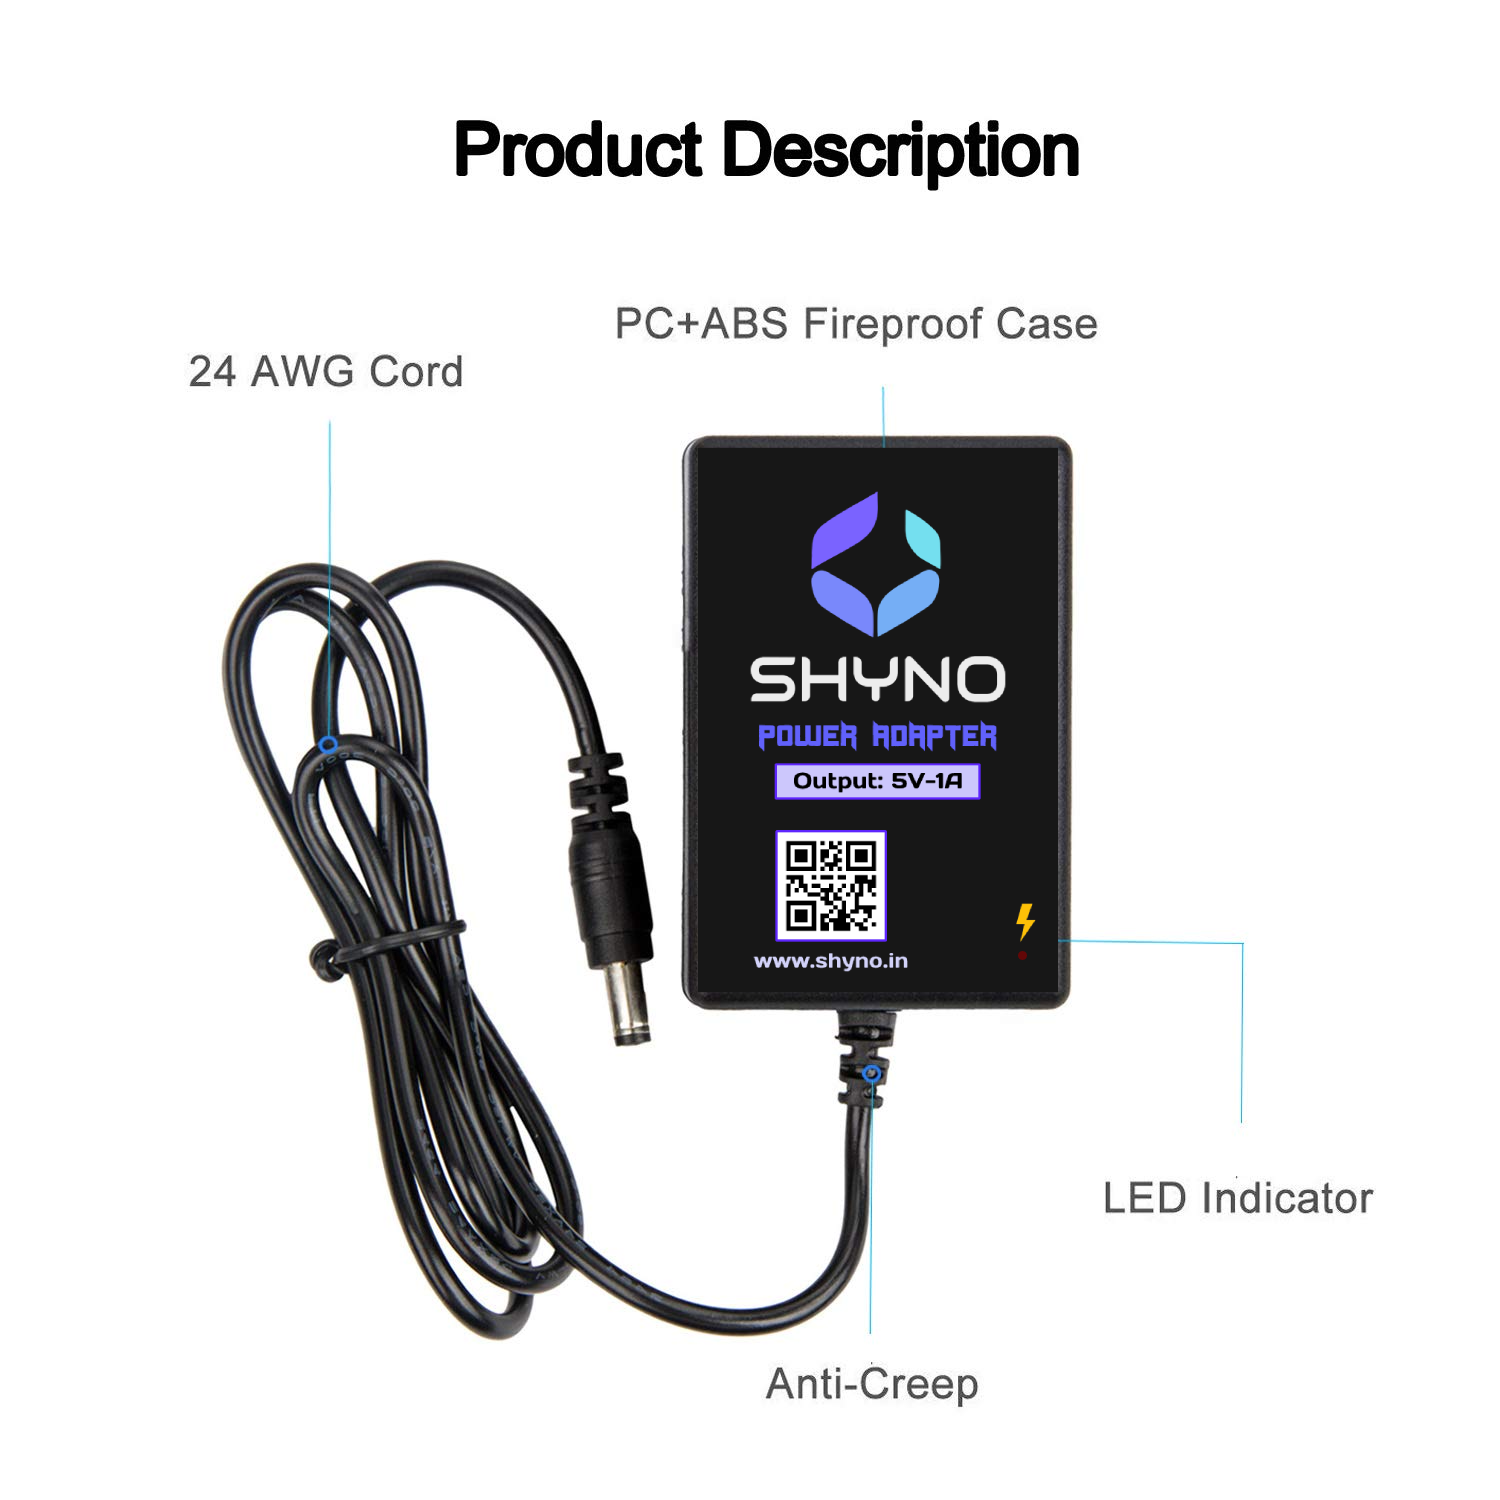 Product Description
PC+ABS Fireproof Case
24 AWG Cord
SHYNO
POWER ADAPTER
Output: 5V-1A
www.shyno.in
LED Indicator
Anti-Creep